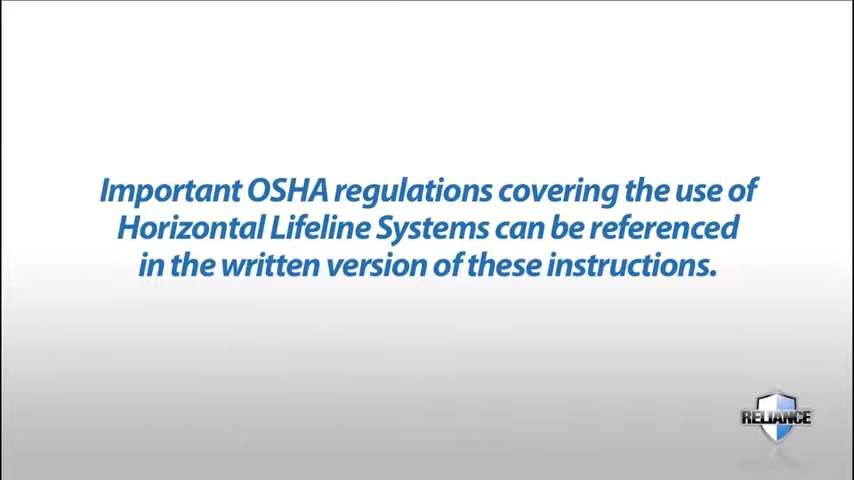 Important OSHA regulations covering the use of
Horizontal Lifeline Systems can be referenced
in the written version of these instructions.
RELIANCE